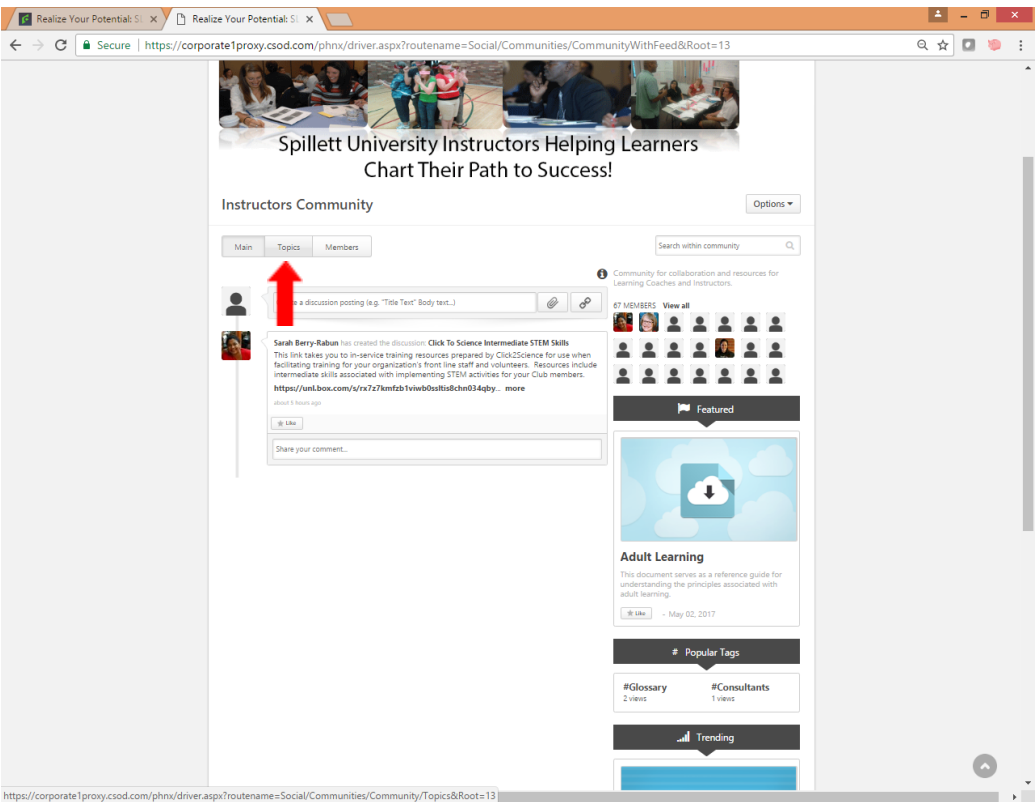 Realize Your Potential: SL
Realize Your Potential: SL
Secure https://corporate1proxy.csod.com/phnx/driver.aspx?routename=Social/Communities/CommunityWithFeed&Root=13
Spillett University Instructors Helping Learners
Chart Their Path to Success!
Instructors Community
Options
Main Topics Members
Search within community
Community for collaboration and resources for
Learning Coaches and Instructors.
a discussion posting (e.g. "Title Text" Body text...)
67 MEMBERS View all
Sarah Berry-Rabun has created the discussion: Click To Science Intermediate STEM Skills
This link takes you to in-service training resources prepared by Click2Science for use when
facilitating training for your organization's front line staff and volunteers. Resources include
intermediate skills associated with implementing STEM activities for your Club members.
https://unl.box.com/s/rx7z7kmfzb1viwb0ssltis8chn034qby... more
about 5 hours ago
Like
Share your comment...
Featured
Adult Learning
This document serves as a reference guide for
understanding the principles associated with
adult learning.
Like - May 02, 2017
# Popular Tags
#Glossary #Consultants
2 views 1 views
Trending
https://corporate1proxy.csod.com/phnx/driver.aspx?routename=Social/Communities/Community/Topics&Root=13